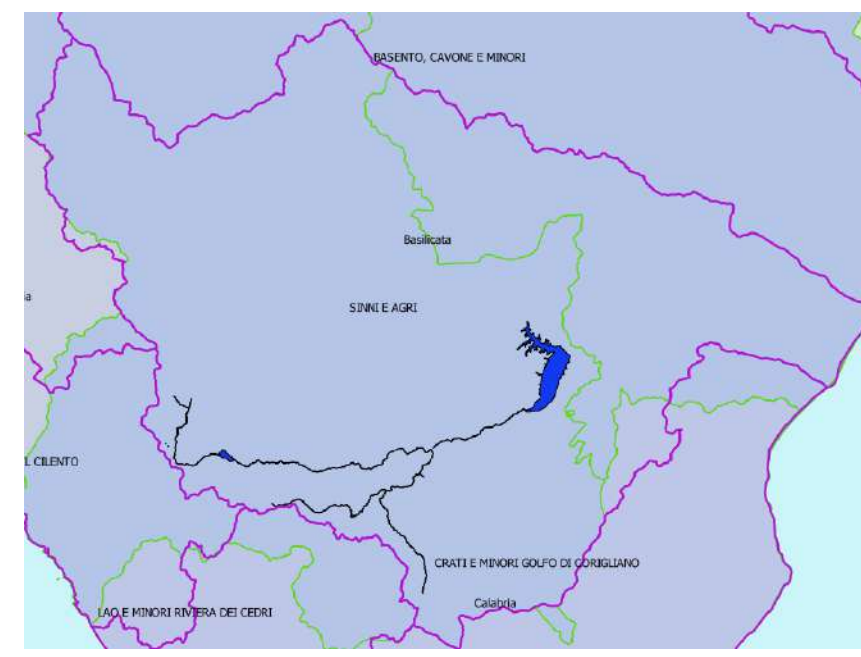 BASENTO, CAVONE E MINORI
Basilicata
a
SINNI E AGRI
L CILENTO
CRATI E MINORI GOLFO DI CORIGLIANO
Calabria
LAO E MINORI RIVIERA DEI CEDRI